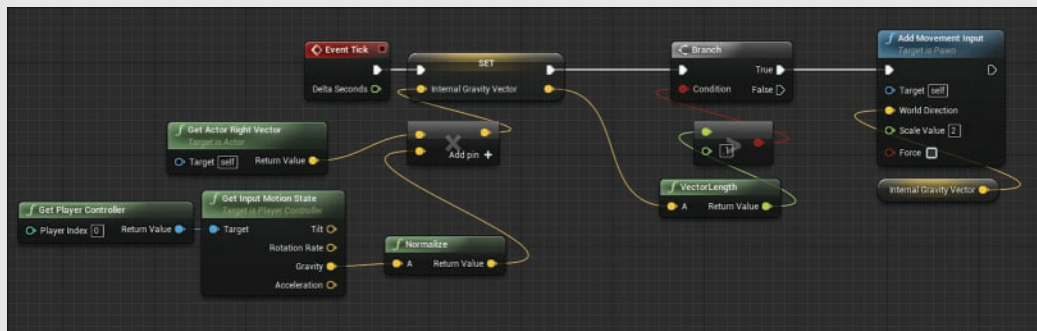 Event Tick
Delta Seconds
SET
Internal Gravity Vector
Branch
True
Condition
False
Add Movement Input
Target is Pawn
Target self
World Direction
Scale Value 2
Force
Get Actor Right Vector
Target is Actor
Target self
Return Value
Add pin +
VectorLength
A
Return Value
Internal Gravity Vector
Get Player Controller
Player Index 0
Return Value
Get Input Motion State
Target is Player Controller
Target
Tilt
Rotation Rate
Gravity
Acceleration
Normalize
A
Return Value